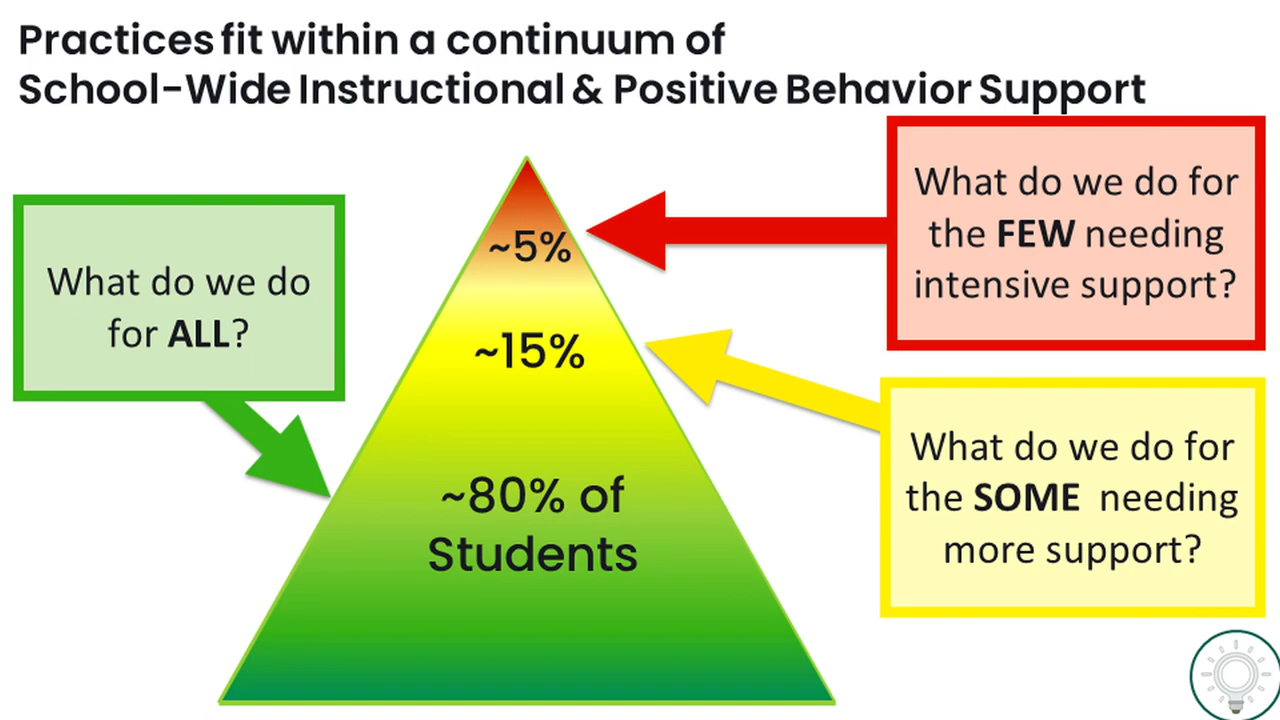 Practices fit within a continuum of
School-Wide Instructional & Positive Behavior Support
What do we do
for ALL?
~5%
~15%
~80% of
Students
What do we do for
the FEW needing
intensive support?
What do we do for
the SOME needing
more support?